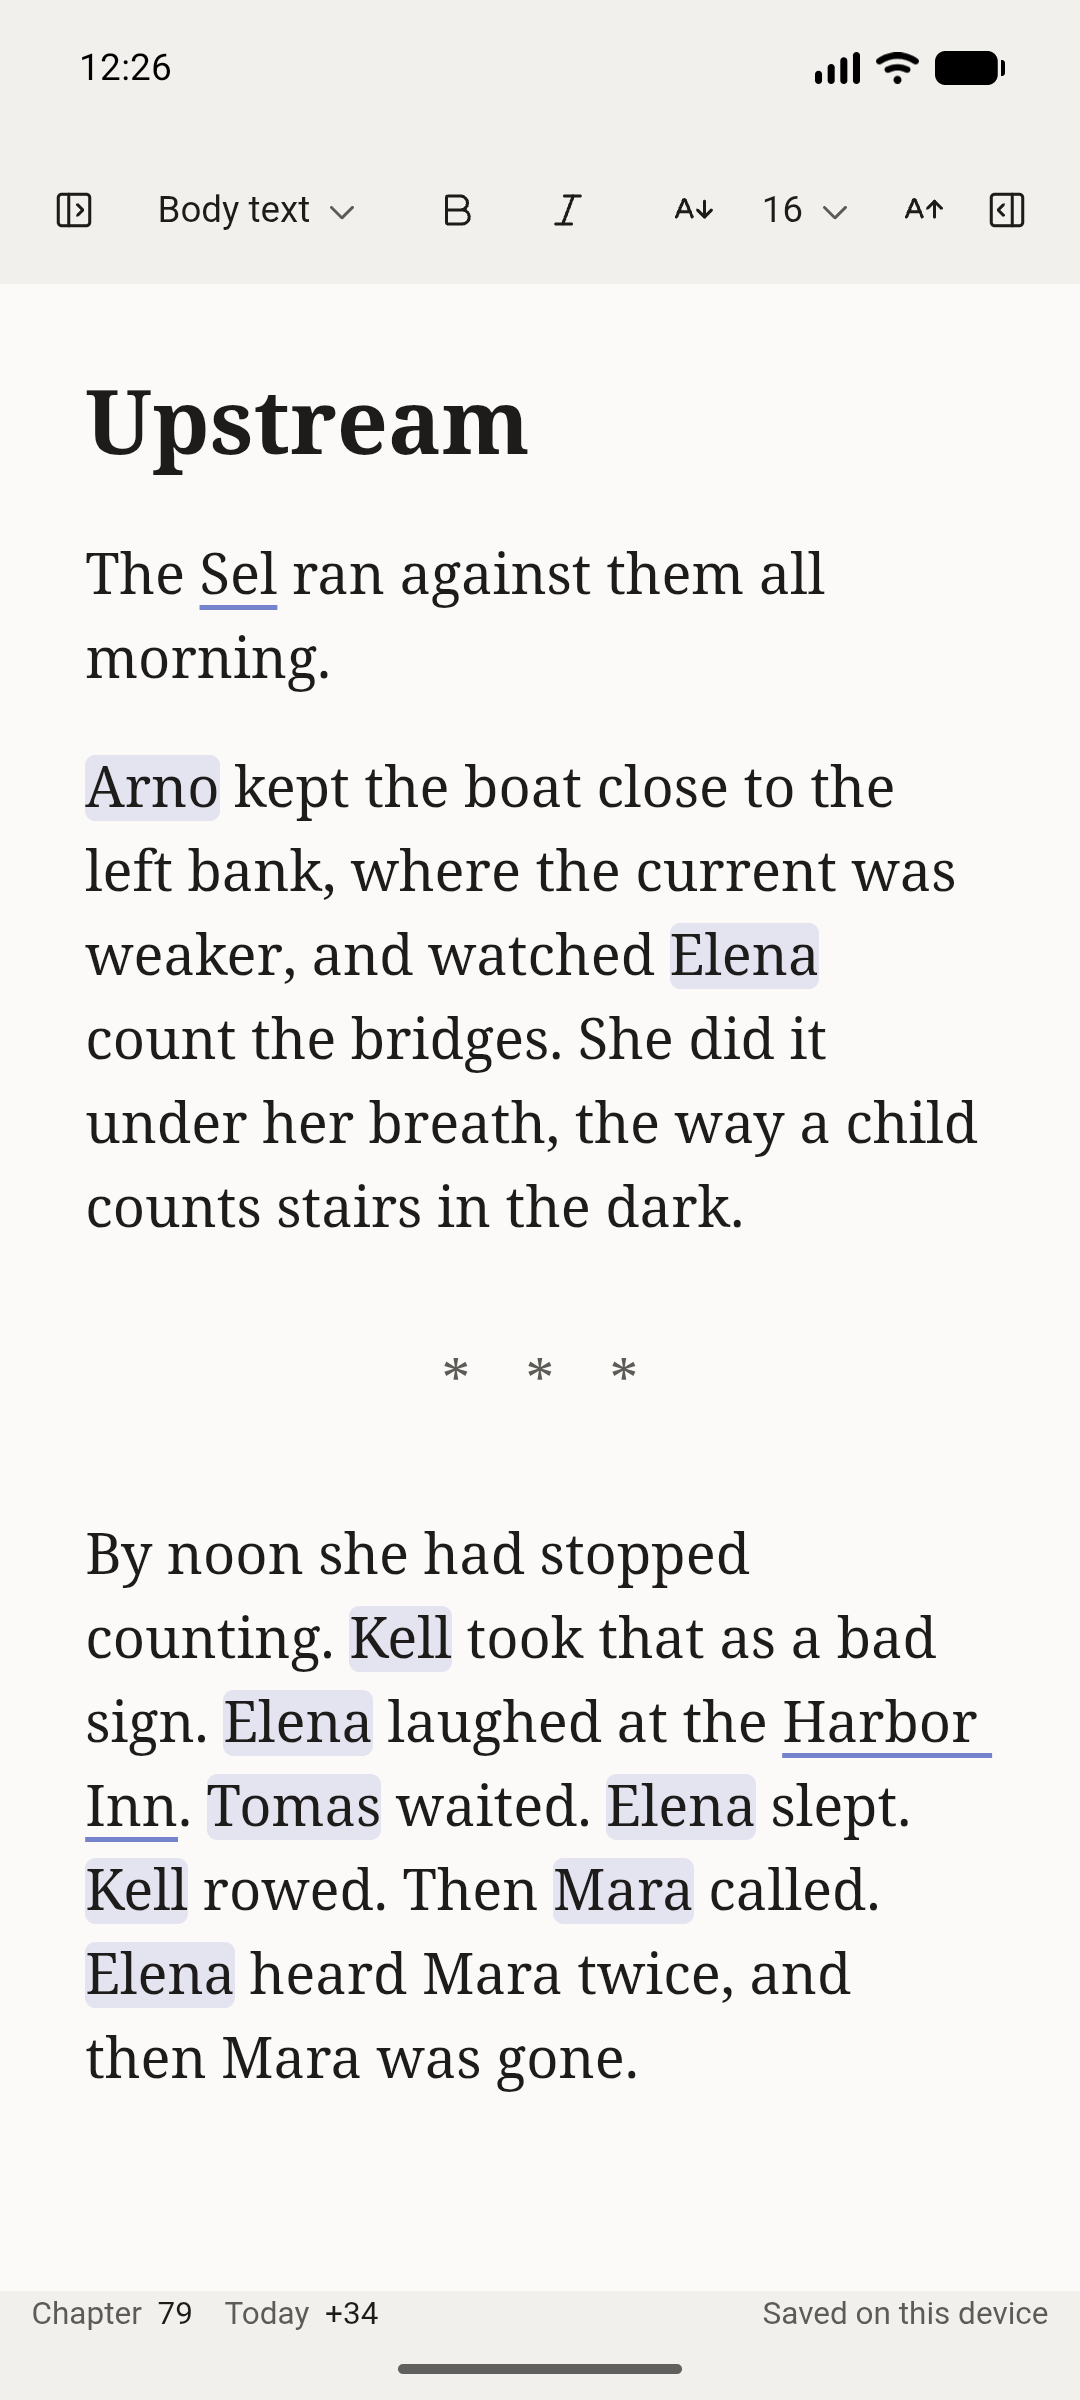 12:26
Body text B I A↓ 16 A↑
Upstream
The Sel ran against them all
morning.
Arno kept the boat close to the
left bank, where the current was
weaker, and watched Elena
count the bridges. She did it
under her breath, the way a child
counts stairs in the dark.
* * *
By noon she had stopped
counting. Kell took that as a bad
sign. Elena laughed at the Harbor
Inn. Tomas waited. Elena slept.
Kell rowed. Then Mara called.
Elena heard Mara twice, and
then Mara was gone.
Chapter 79 Today +34 Saved on this device